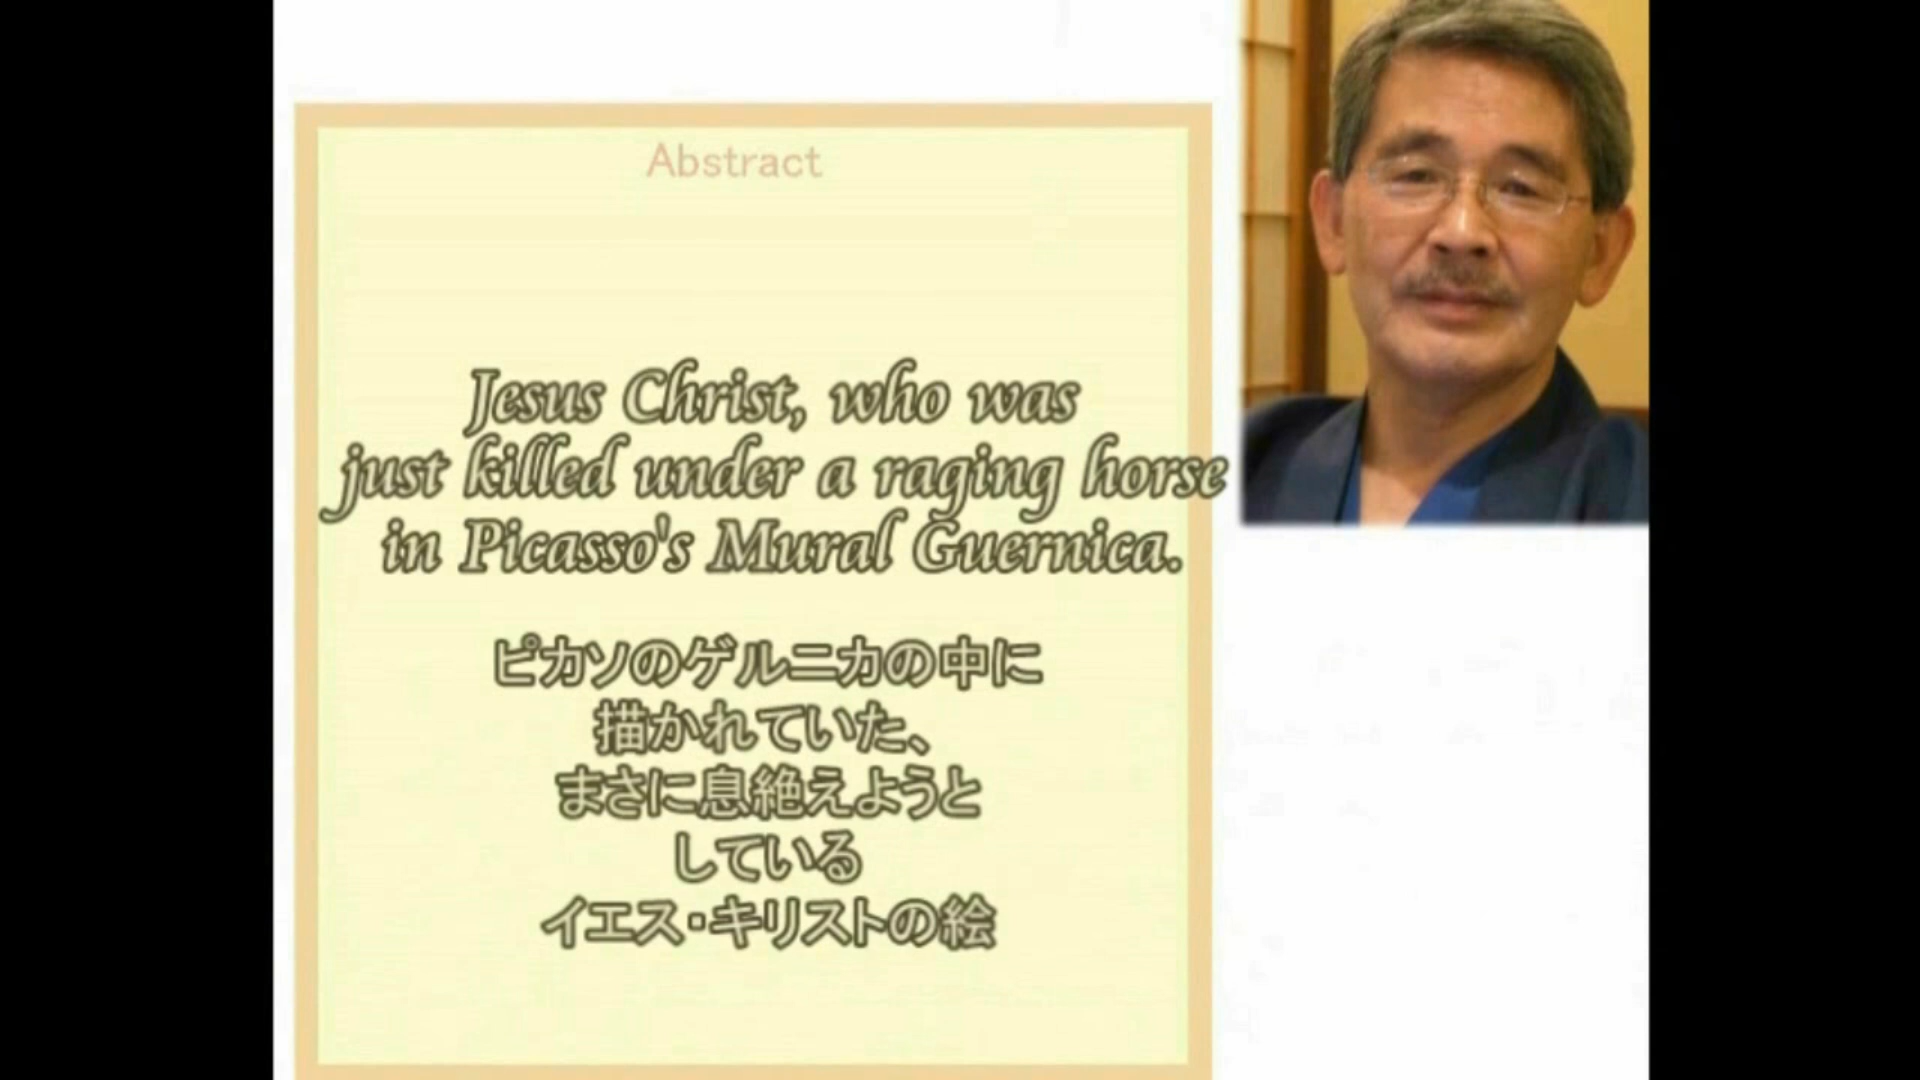 Abstract
Jesus Christ, who was
just killed under a raging horse
in Picasso's Mural Guernica.
ピカソのゲルニカの中に
描かれていた、
まさに息絶えようと
している
イエス・キリストの絵